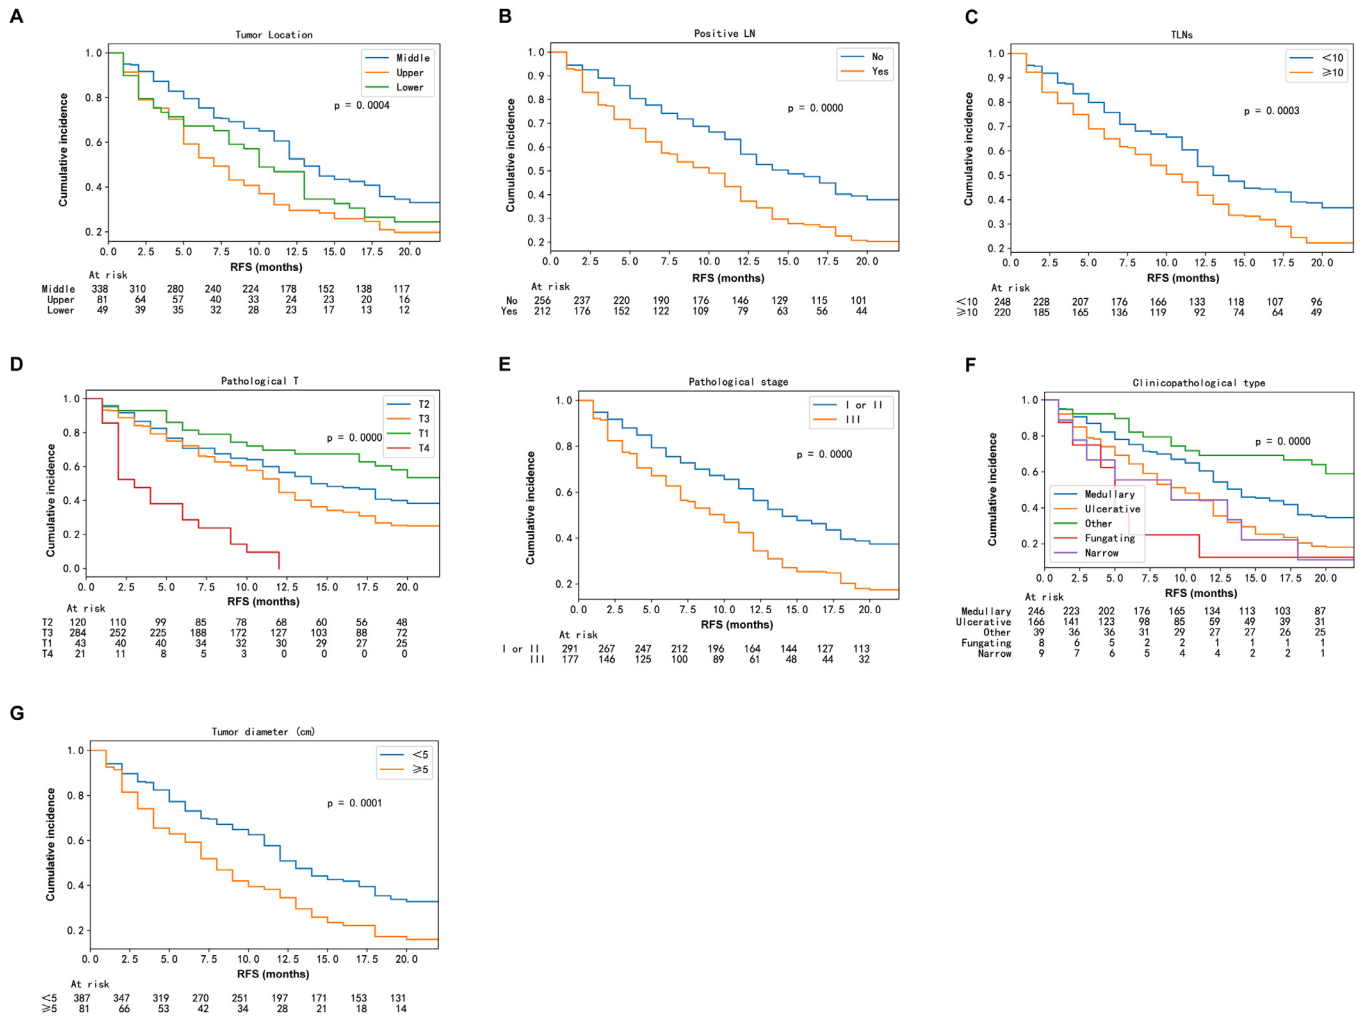 A
Tumor Location
Middle
Upper
Lower
p = 0.0004
Cumulative incidence
1.0
0.8
0.6
0.4
0.2
0.0 2.5 5.0 7.5 10.0 12.5 15.0 17.5 20.0
RFS (months)
At risk
Middle 338 310 280 240 224 178 152 138 117
Upper 81 64 57 40 33 24 23 20 16
Lower 49 39 35 32 28 23 17 13 12
B
Positive LN
No
Yes
p = 0.0000
Cumulative incidence
1.0
0.9
0.8
0.7
0.6
0.5
0.4
0.3
0.2
0.0 2.5 5.0 7.5 10.0 12.5 15.0 17.5 20.0
RFS (months)
At risk
No 256 237 220 190 176 146 129 115 101
Yes 212 176 152 122 109 79 63 56 44
C
TLNs
<10
≥10
p = 0.0003
Cumulative incidence
1.0
0.9
0.8
0.7
0.6
0.5
0.4
0.3
0.2
0.0 2.5 5.0 7.5 10.0 12.5 15.0 17.5 20.0
RFS (months)
At risk
<10 248 228 207 176 166 133 118 107 96
≥10 220 185 165 136 119 92 74 64 49
D
Pathological T
T2
T3
T1
T4
p = 0.0000
Cumulative incidence
1.0
0.8
0.6
0.4
0.2
0.0
0.0 2.5 5.0 7.5 10.0 12.5 15.0 17.5 20.0
RFS (months)
At risk
T2 120 110 99 85 78 68 60 56 48
T3 284 252 225 188 172 127 103 88 72
T1 43 40 40 34 32 30 29 27 25
T4 21 11 8 5 3 0 0 0 0
E
Pathological stage
I or II
III
p = 0.0000
Cumulative incidence
1.0
0.8
0.6
0.4
0.2
0.0 2.5 5.0 7.5 10.0 12.5 15.0 17.5 20.0
RFS (months)
At risk
I or II 291 267 247 212 196 164 144 127 113
III 177 146 125 100 89 61 48 44 32
F
Clinicopathological type
p = 0.0000
Medullary
Ulcerative
Other
Fungating
Narrow
Cumulative incidence
1.0
0.8
0.6
0.4
0.2
0.0 2.5 5.0 7.5 10.0 12.5 15.0 17.5 20.0
RFS (months)
At risk
Medullary 246 223 202 176 165 134 113 103 87
Ulcerative 166 141 123 98 85 59 49 39 31
Other 39 36 36 31 29 27 27 26 25
Fungating 8 6 5 2 2 1 1 1 1
Narrow 9 7 6 5 4 4 2 2 1
G
Tumor diameter (cm)
<5
≥5
p = 0.0001
Cumulative incidence
1.0
0.8
0.6
0.4
0.2
0.0 2.5 5.0 7.5 10.0 12.5 15.0 17.5 20.0
RFS (months)
At risk
<5 387 347 319 270 251 197 171 153 131
≥5 81 66 53 42 34 28 21 18 14